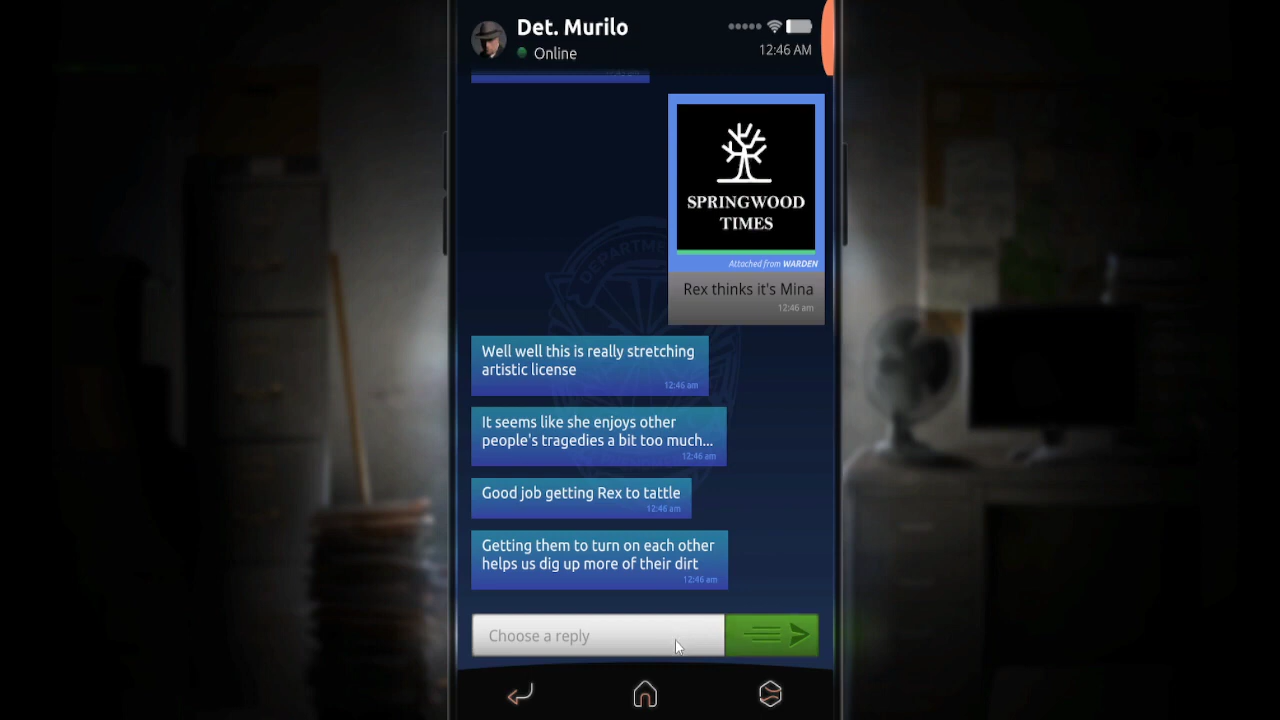 Det. Murilo
Online
12:46 AM
SPRINGWOOD
TIMES
Attached from WARDEN
Rex thinks it's Mina
12:46 am
Well well this is really stretching
artistic license
12:46 am
It seems like she enjoys other
people's tragedies a bit too much...
12:46 am
Good job getting Rex to tattle
12:46 am
Getting them to turn on each other
helps us dig up more of their dirt
12:46 am
Choose a reply